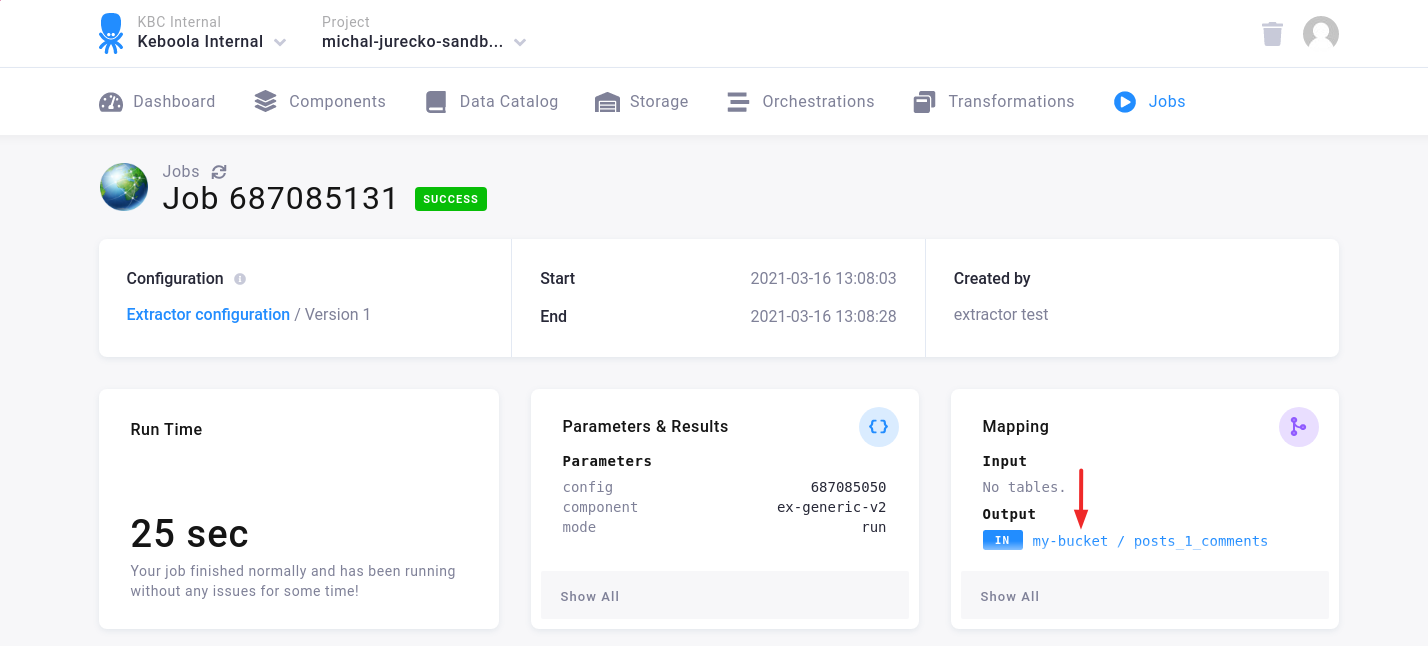 KBC Internal
Keboola Internal
Project
michal-jurecko-sandb...
Dashboard
Components
Data Catalog
Storage
Orchestrations
Transformations
Jobs
Jobs
Job 687085131
SUCCESS
Configuration
Extractor configuration / Version 1
Start 2021-03-16 13:08:03
End 2021-03-16 13:08:28
Created by
extractor test
Run Time
25 sec
Your job finished normally and has been running
without any issues for some time!
Parameters & Results
Parameters
config 687085050
component ex-generic-v2
mode run
Show All
Mapping
Input
No tables.
Output
IN my-bucket / posts_1_comments
Show All